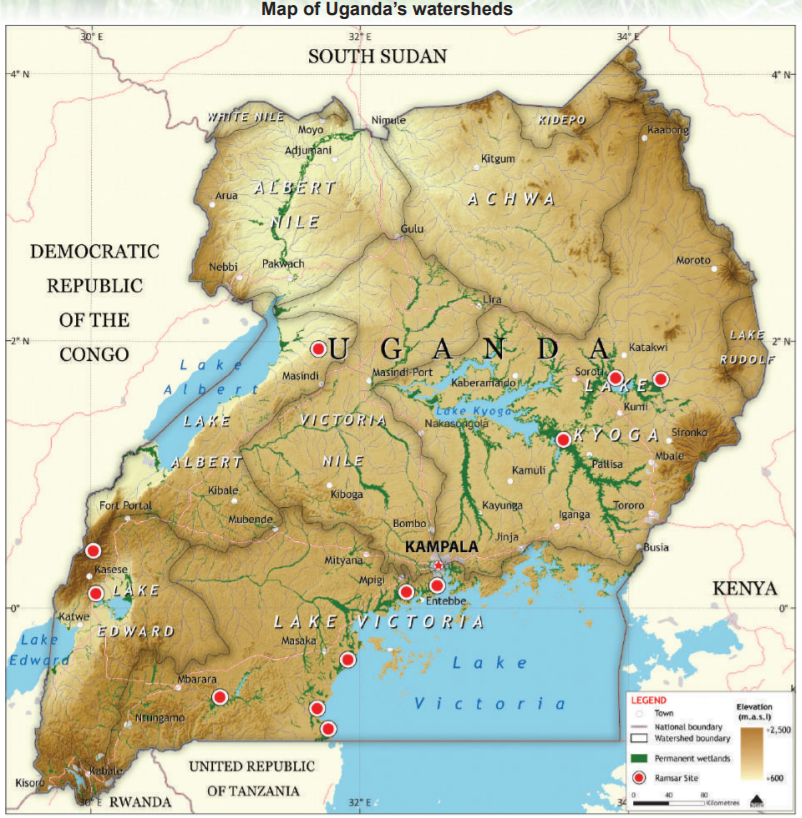 Map of Uganda's watersheds
30° E
32° E
34° E
4° N
4° N
SOUTH SUDAN
WHITE NILE
Moyo
Nimule
KIDEPO
Kaabong
Adjumani
Kitgum
ALBERT
NILE
Arua
ACHWA
Gulu
DEMOCRATIC
REPUBLIC
OF THE
CONGO
Nebbi
Pakwach
Moroto
Lira
2° N
2° N
UGANDA
LAKE
RUDOLF
Katakwi
Lake
Albert
Masindi
Masindi-Port
Kaberamaido
Soroti
LAKE
Kumi
Lake Kyoga
Nakasongola
KYOGA
Sironko
LAKE
ALBERT
VICTORIA
NILE
Pallisa
Mbale
Kibale
Kiboga
Kamuli
Fort Portal
Mubende
Bombo
Kayunga
Iganga
Tororo
Jinja
KAMPALA
Busia
Mityana
Kasese
Mpigi
Entebbe
KENYA
0°
0°
LAKE
EDWARD
Katwe
Lake
Edward
LAKE VICTORIA
Masaka
Lake
Victoria
Mbarara
Ntungamo
Kabale
Kisoro
30° E
RWANDA
UNITED REPUBLIC
OF TANZANIA
32° E
34°
LEGEND
Town
National boundary
Watershed boundary
Permanent wetlands
Ramsar Site
Elevation
(m.a.s.l)
+2,500
+600
0 40 80
Kilometres